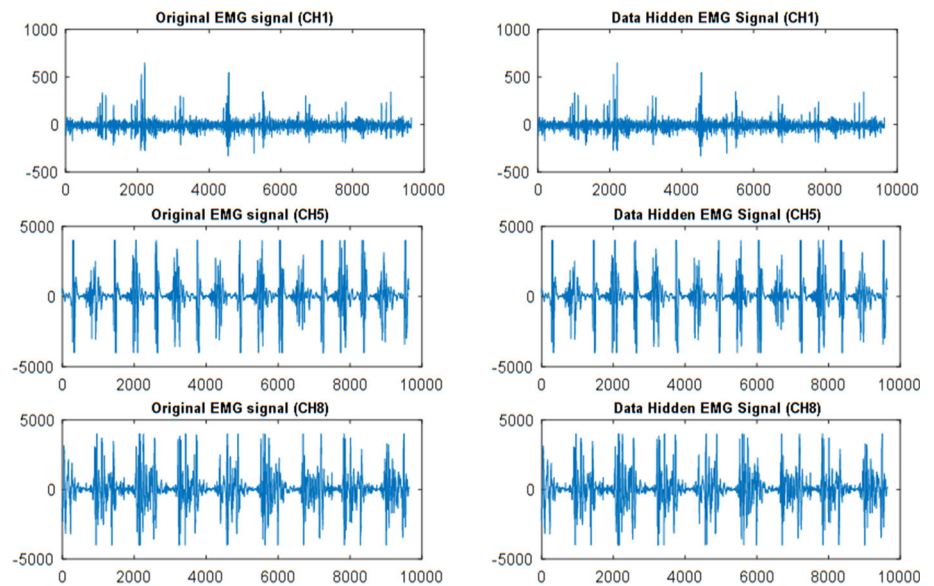 Original EMG signal (CH1)
1000
500
0
-500
0 2000 4000 6000 8000 10000
Data Hidden EMG Signal (CH1)
1000
500
0
-500
0 2000 4000 6000 8000 10000
Original EMG signal (CH5)
5000
0
-5000
0 2000 4000 6000 8000 10000
Data Hidden EMG Signal (CH5)
5000
0
-5000
0 2000 4000 6000 8000 10000
Original EMG signal (CH8)
5000
0
-5000
0 2000 4000 6000 8000 10000
Data Hidden EMG Signal (CH8)
5000
0
-5000
0 2000 4000 6000 8000 10000